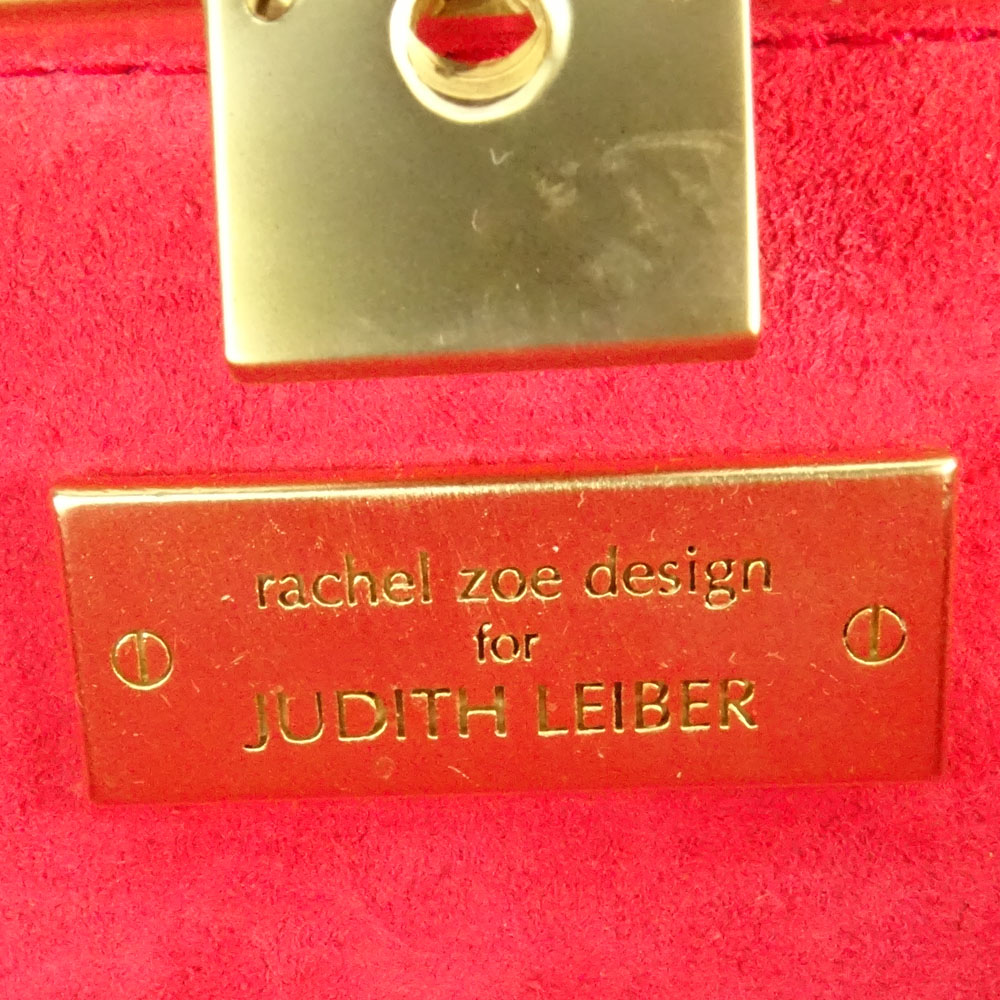 rachel zoe design
for
JUDITH LEIBER